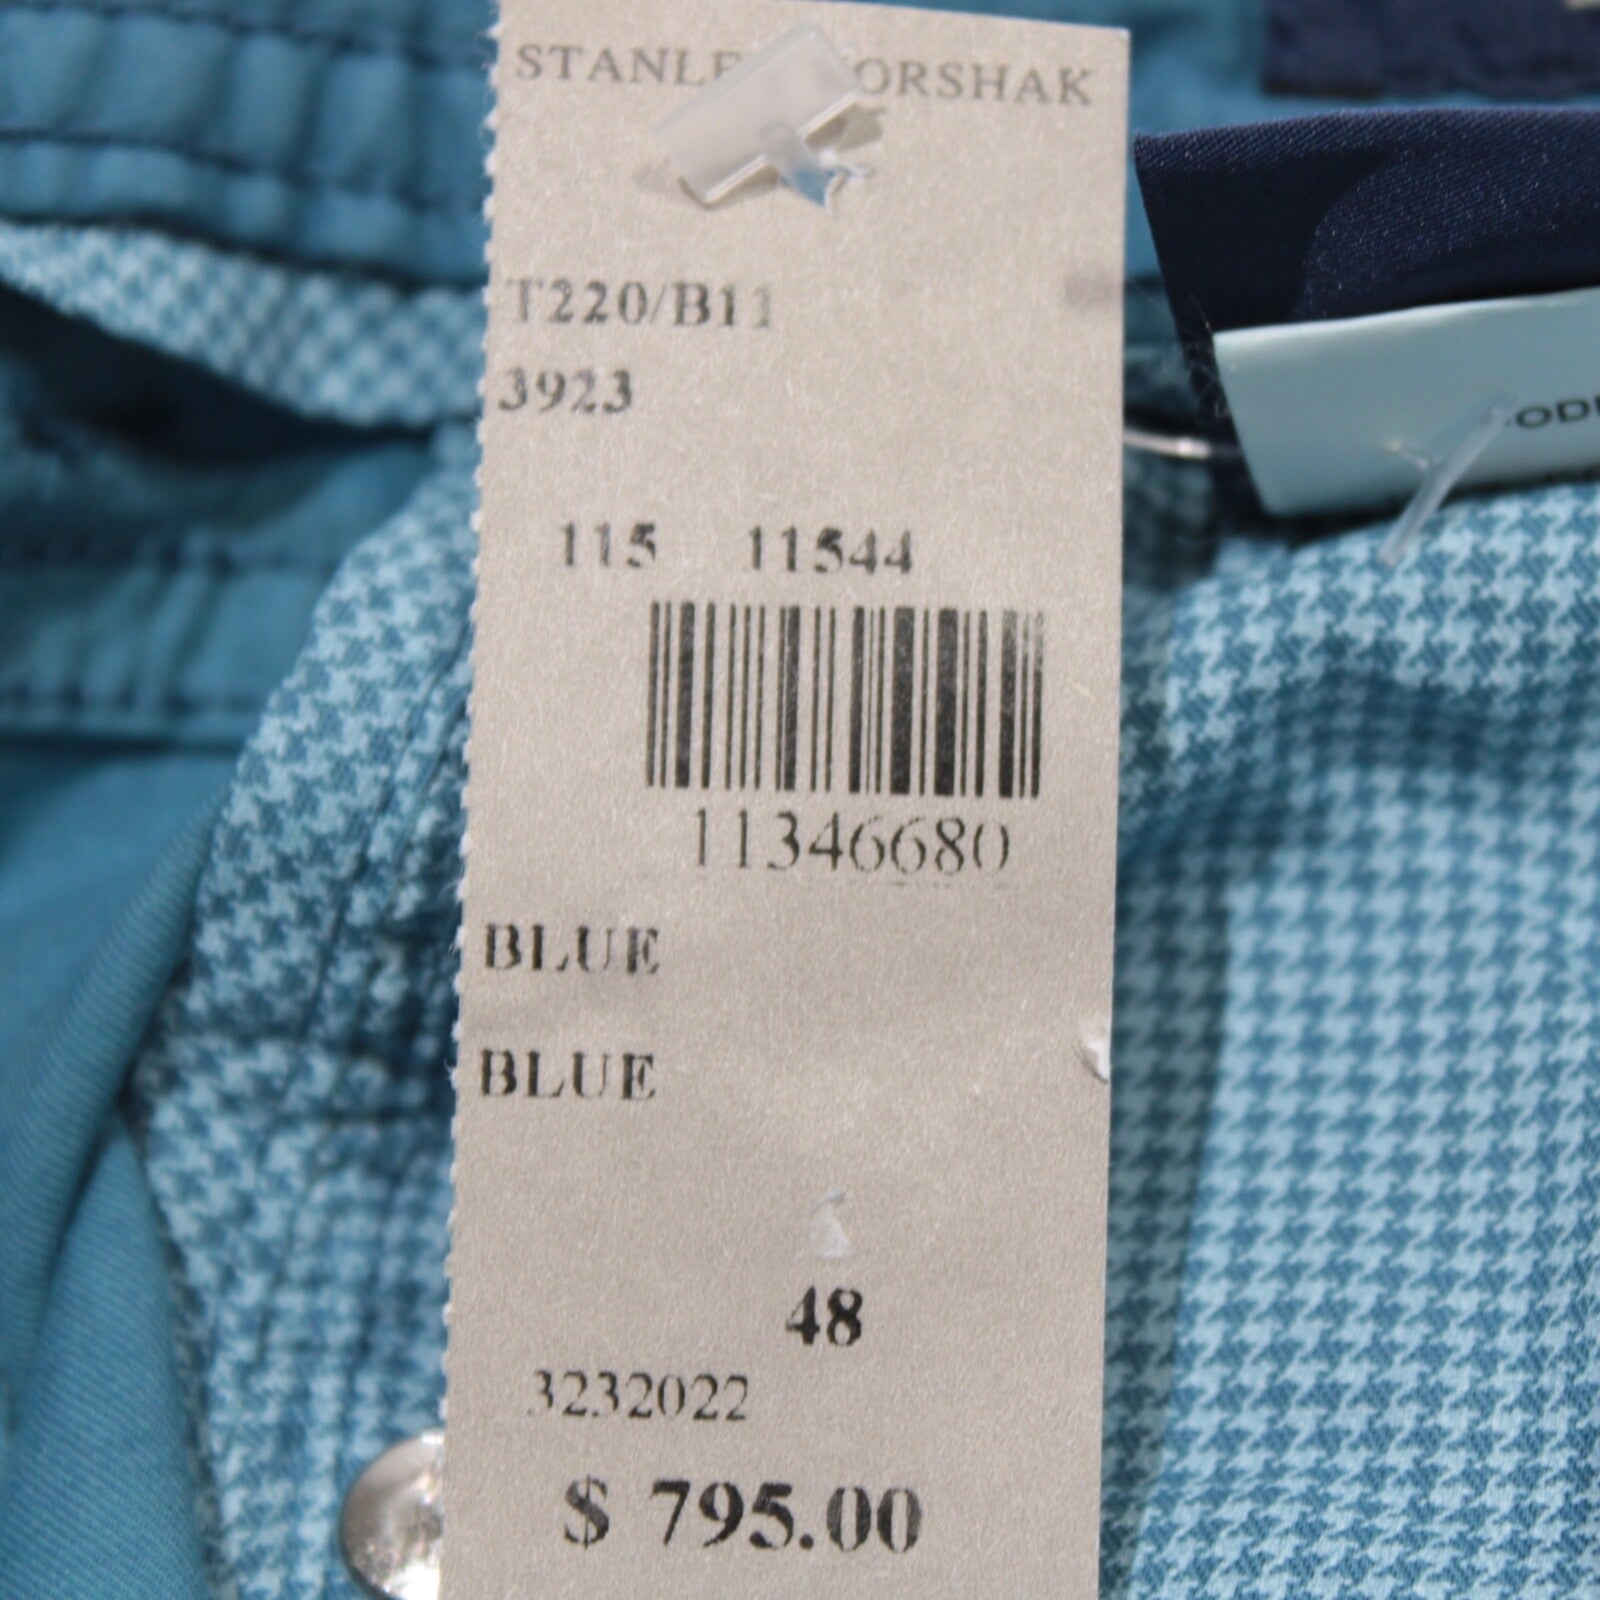 STANLE ORSHAK
T220/B11
3923
115 11544
11346680
BLUE
BLUE
48
3232022
$ 795.00